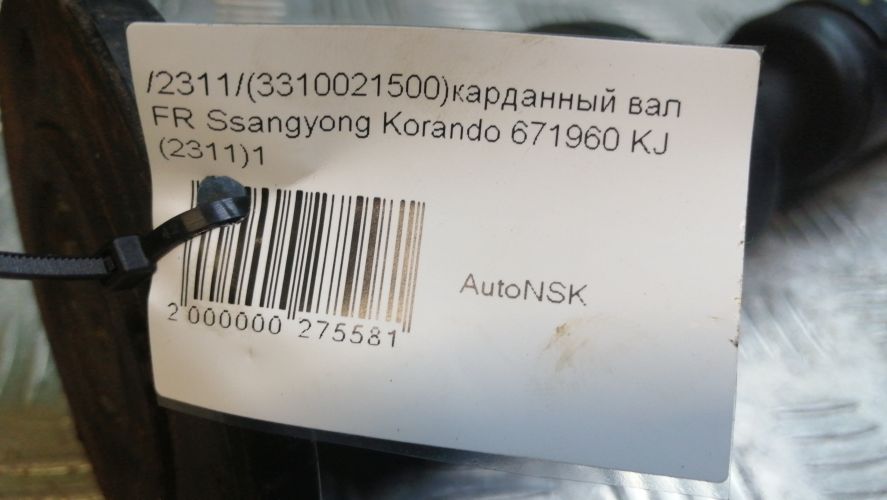 /2311/(3310021500)карданный вал
FR Ssangyong Korando 671960 KJ
(2311)1
AutoNSK
2 000000 275581